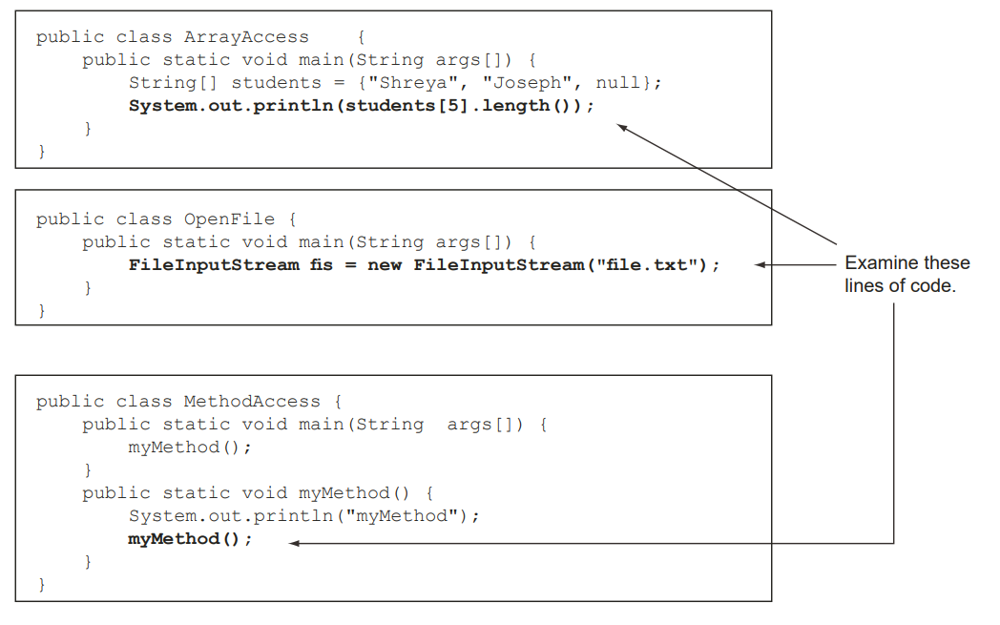 public class ArrayAccess    {
    public static void main(String args[]) {
        String[] students = {"Shreya", "Joseph", null};
        System.out.println(students[5].length());
    }
}
public class OpenFile {
    public static void main(String args[]) {
        FileInputStream fis = new FileInputStream("file.txt");
    }
}
Examine these
lines of code.
public class MethodAccess {
    public static void main(String  args[]) {
        myMethod();
    }
    public static void myMethod() {
        System.out.println("myMethod");
        myMethod();
    }
}